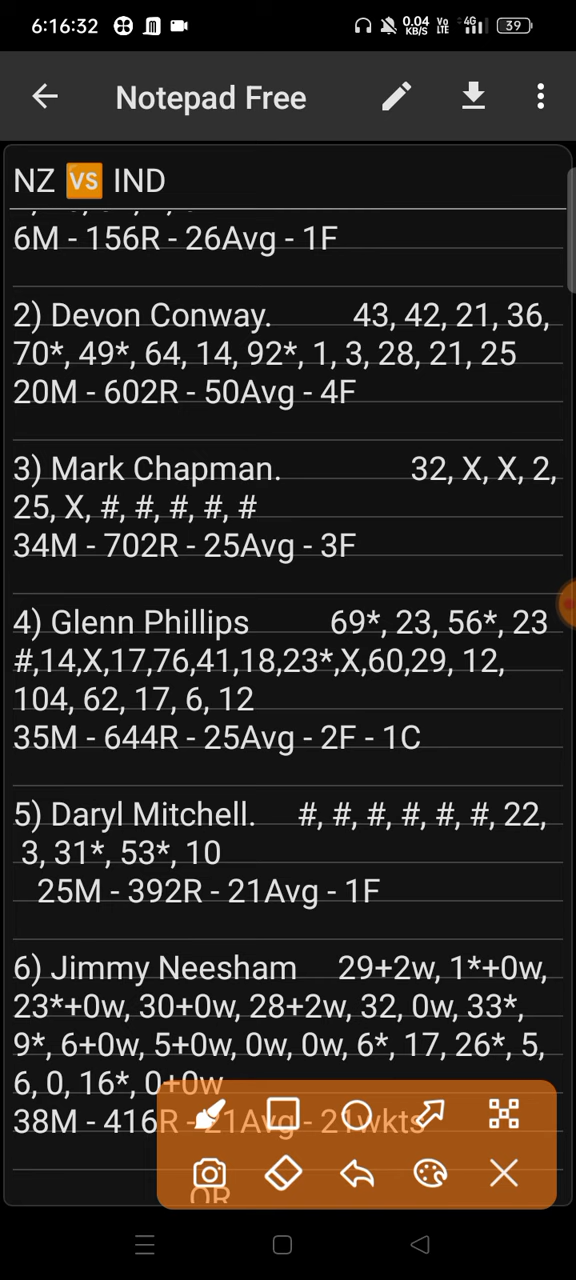 6:16:32 0.04 KB/S Vo LTE 4G 39
Notepad Free
NZ VS IND
6M - 156R - 26Avg - 1F
2) Devon Conway. 43, 42, 21, 36,
70*, 49*, 64, 14, 92*, 1, 3, 28, 21, 25
20M - 602R - 50Avg - 4F
3) Mark Chapman. 32, X, X, 2,
25, X, #, #, #, #, #
34M - 702R - 25Avg - 3F
4) Glenn Phillips 69*, 23, 56*, 23
#,14,X,17,76,41,18,23*,X,60,29, 12,
104, 62, 17, 6, 12
35M - 644R - 25Avg - 2F - 1C
5) Daryl Mitchell. #, #, #, #, #, #, 22,
3, 31*, 53*, 10
25M - 392R - 21Avg - 1F
6) Jimmy Neesham 29+2w, 1*+0w,
23*+0w, 30+0w, 28+2w, 32, 0w, 33*,
9*, 6+0w, 5+0w, 0w, 0w, 6*, 17, 26*, 5,
6, 0, 16*, 0+0w
38M - 416R - 21Avg - 21wkts
OR